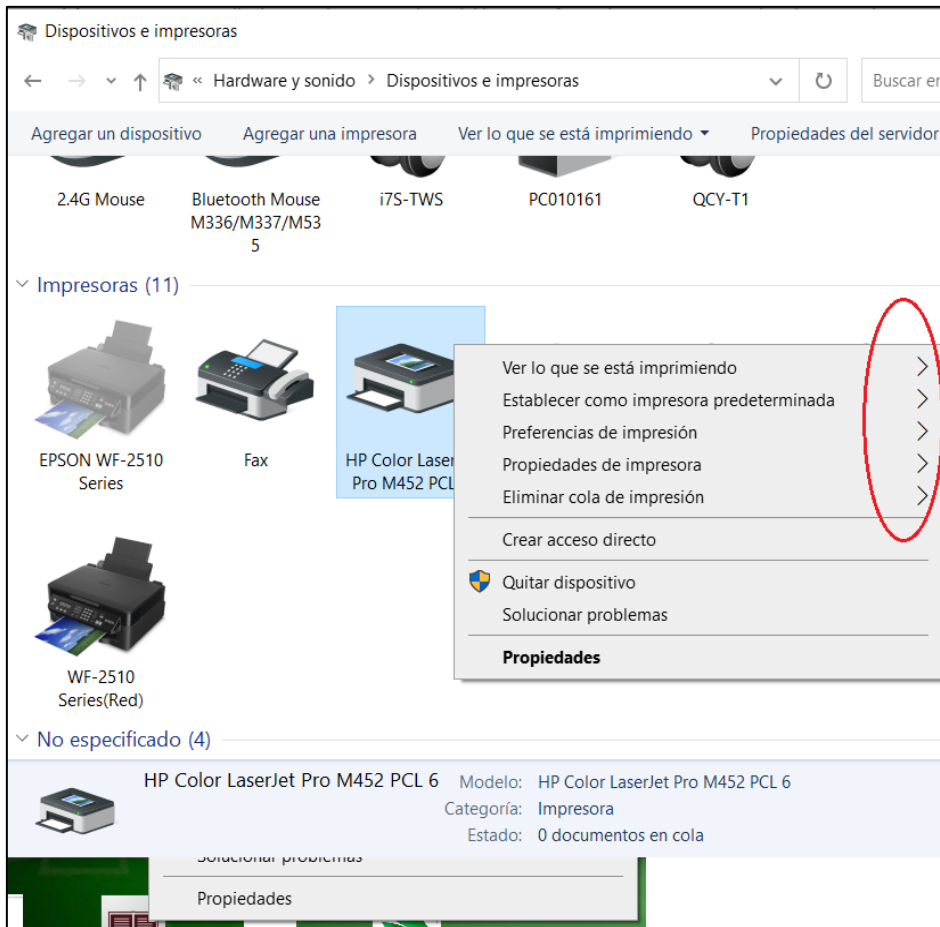 Dispositivos e impresoras
« Hardware y sonido > Dispositivos e impresoras
Buscar en
Agregar un dispositivo Agregar una impresora Ver lo que se está imprimiendo Propiedades del servidor
2.4G Mouse
Bluetooth Mouse
M336/M337/M53
5
i7S-TWS
PC010161
QCY-T1
Impresoras (11)
EPSON WF-2510
Series
Fax
HP Color Laser
Pro M452 PCL
Ver lo que se está imprimiendo
Establecer como impresora predeterminada
Preferencias de impresión
Propiedades de impresora
Eliminar cola de impresión
Crear acceso directo
Quitar dispositivo
Solucionar problemas
Propiedades
WF-2510
Series(Red)
No especificado (4)
HP Color LaserJet Pro M452 PCL 6
Modelo: HP Color LaserJet Pro M452 PCL 6
Categoría: Impresora
Estado: 0 documentos en cola
Solucionar problemas
Propiedades